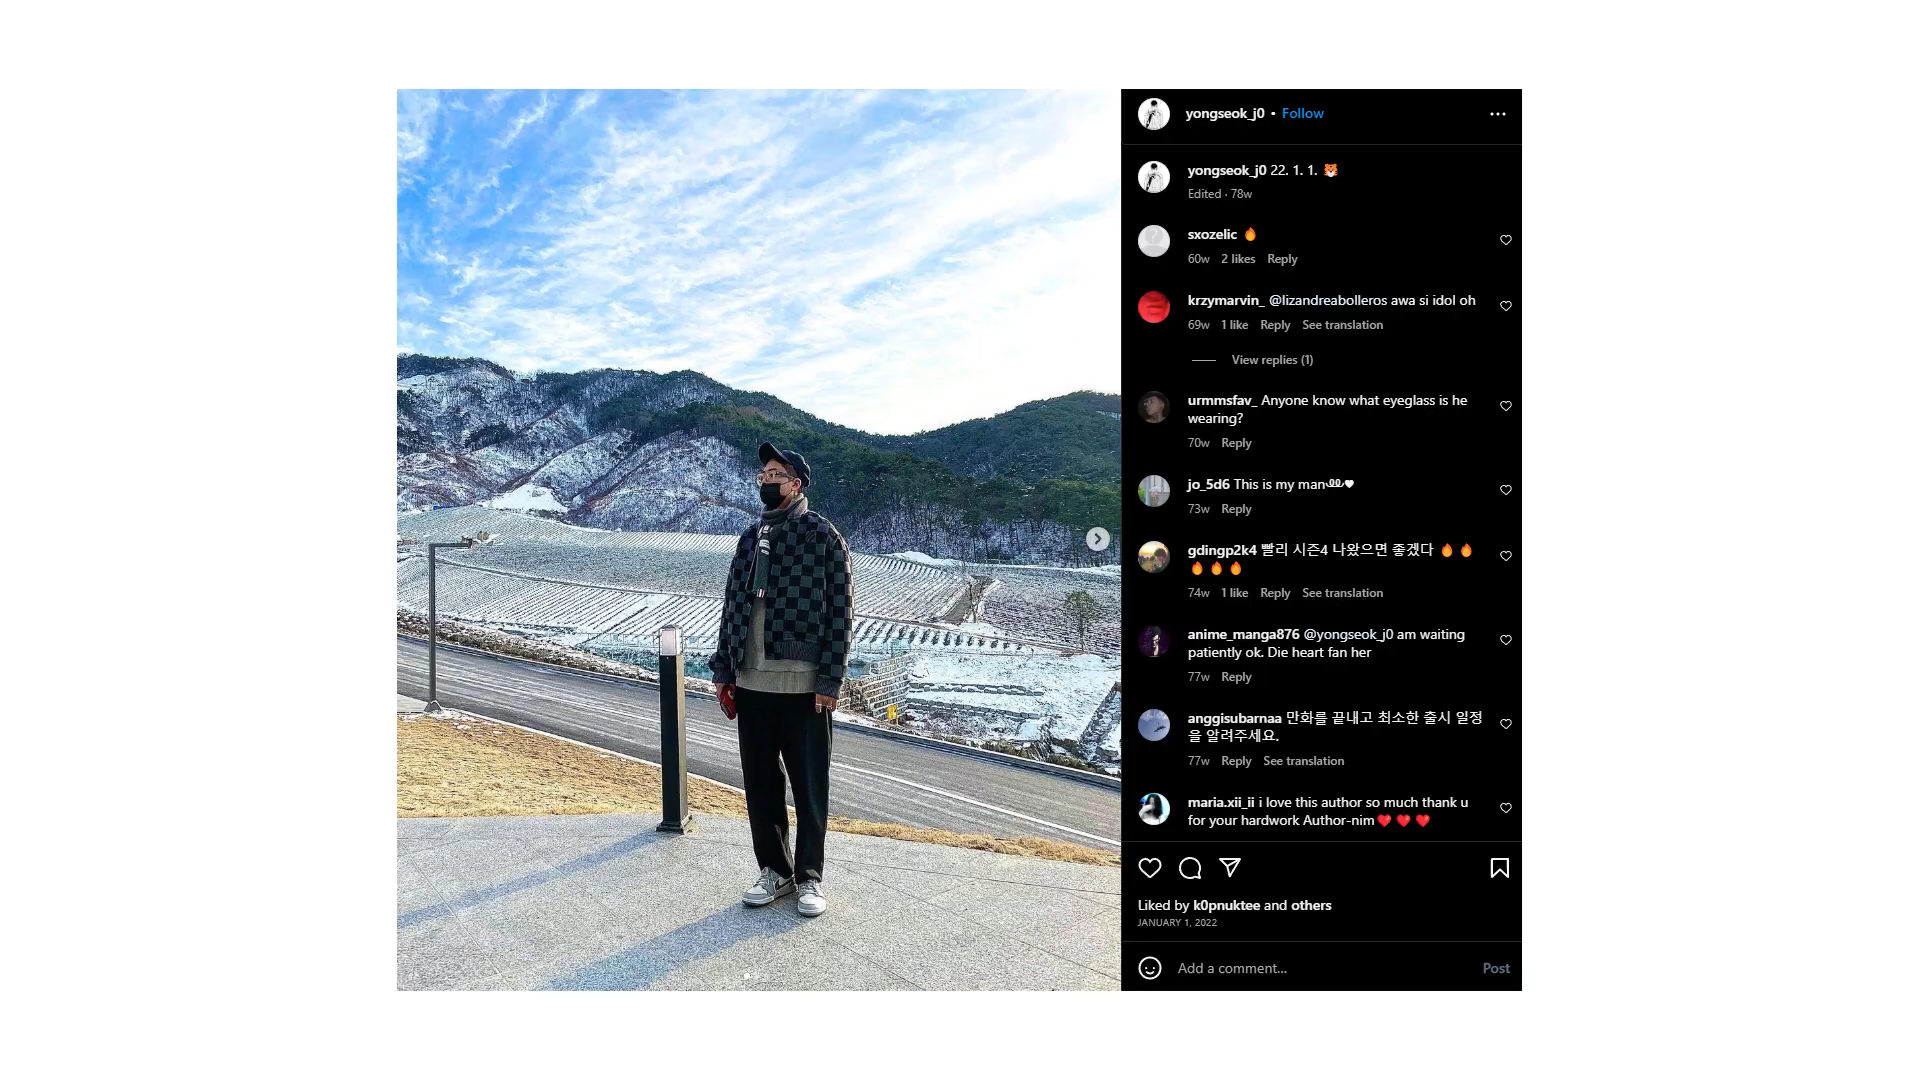 yongseok_j0 • Follow
yongseok_j0 22. 1. 1. 🐯
Edited · 78w
sxozelic 🔥
60w 2 likes Reply
krzymarvin_ @lizandreabolleros awa si idol oh
69w 1 like Reply See translation
View replies (1)
urmmsfav_ Anyone know what eyeglass is he
wearing?
70w Reply
jo_5d6 This is my man
73w Reply
gdingp2k4 빨리 시즌4 나왔으면 좋겠다 🔥 🔥
🔥 🔥 🔥
74w 1 like Reply See translation
anime_manga876 @yongseok_j0 am waiting
patiently ok. Die heart fan her
77w Reply
anggisubarnaa 만화를 끝내고 최소한 출시 일정
을 알려주세요.
77w Reply See translation
maria.xii_ii i love this author so much thank u
for your hardwork Author-nim❤️ ❤️ ❤️
Liked by k0pnuktee and others
JANUARY 1, 2022
Add a comment...
Post